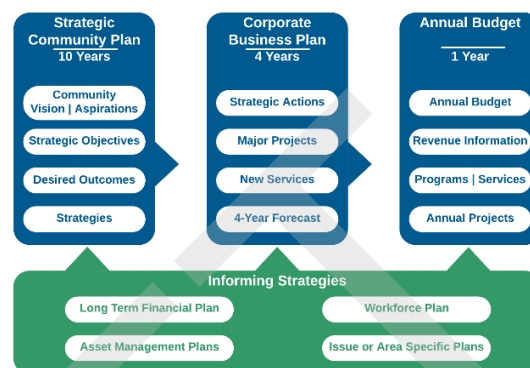 Strategic
Community Plan
10 Years
Community
Vision | Aspirations
Strategic Objectives
Desired Outcomes
Strategies
Corporate
Business Plan
4 Years
Strategic Actions
Major Projects
New Services
4-Year Forecast
Annual Budget
1 Year
Annual Budget
Revenue Information
Programs | Services
Annual Projects
Informing Strategies
Long Term Financial Plan
Workforce Plan
Asset Management Plans
Issue or Area Specific Plans